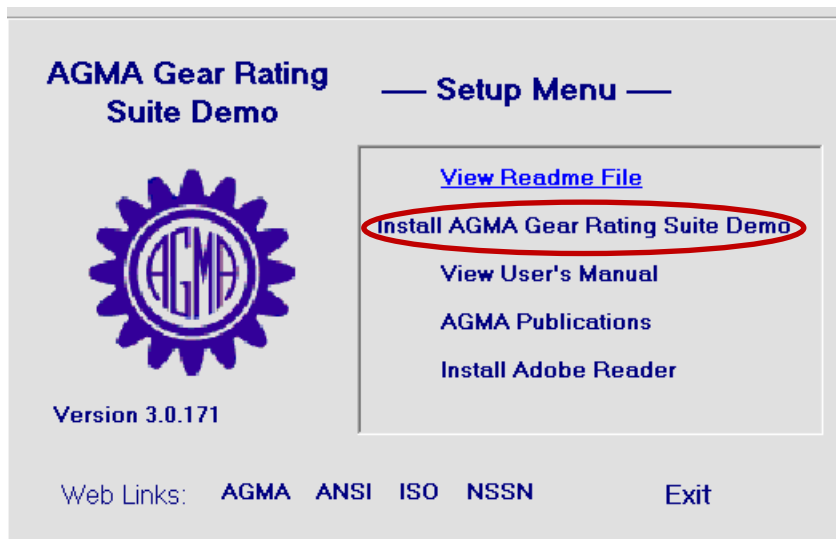 AGMA Gear Rating
Suite Demo
— Setup Menu —
View Readme File
Install AGMA Gear Rating Suite Demo
View User's Manual
AGMA Publications
Install Adobe Reader
AGMA
Version 3.0.171
Web Links: AGMA ANSI ISO NSSN Exit